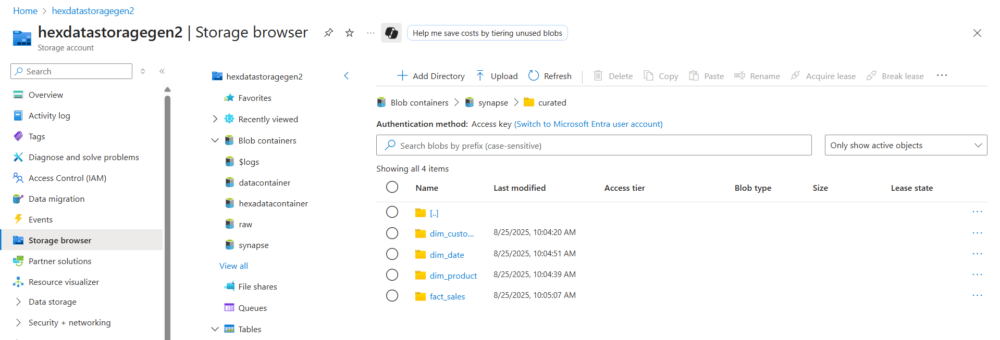 Home > hexdatastoragegen2
hexdatastoragegen2 | Storage browser
Storage account
Help me save costs by tiering unused blobs
Search
Overview
Activity log
Tags
Diagnose and solve problems
Access Control (IAM)
Data migration
Events
Storage browser
Partner solutions
Resource visualizer
Data storage
Security + networking
hexdatastoragegen2
Favorites
Recently viewed
Blob containers
$logs
datacontainer
hexadatacontainer
raw
synapse
View all
File shares
Queues
Tables
Add Directory Upload Refresh Delete Copy Paste Rename Acquire lease Break lease ...
Blob containers > synapse > curated
Authentication method: Access key (Switch to Microsoft Entra user account)
Search blobs by prefix (case-sensitive)
Only show active objects
Showing all 4 items
Name Last modified Access tier Blob type Size Lease state
[..]
dim_custo... 8/25/2025, 10:04:20 AM
dim_date 8/25/2025, 10:04:51 AM
dim_product 8/25/2025, 10:04:39 AM
fact_sales 8/25/2025, 10:05:07 AM